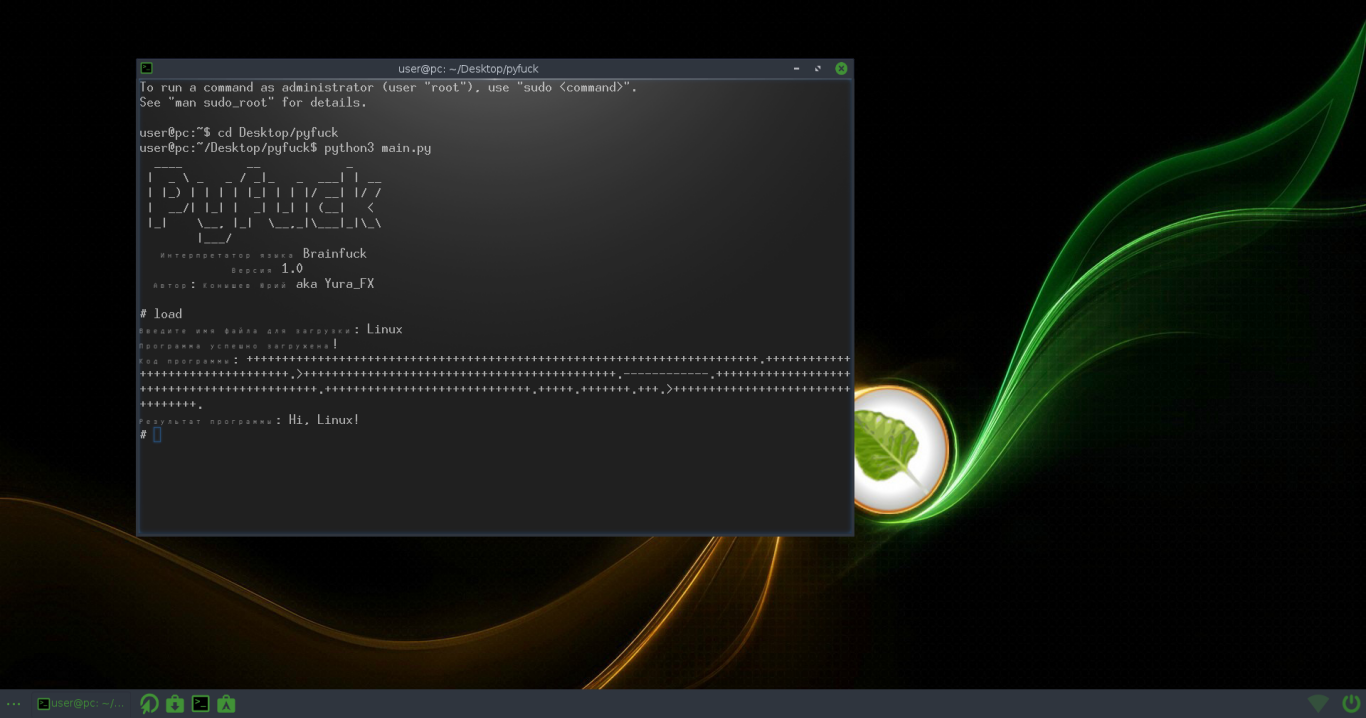 user@pc: ~/Desktop/pyfuck
To run a command as administrator (user "root"), use "sudo <command>".
See "man sudo_root" for details.
user@pc:~$ cd Desktop/pyfuck
user@pc:~/Desktop/pyfuck$ python3 main.py
Pyfuck
Интерпретатор языка Brainfuck
Версия 1.0
Автор: Конышев Юрий aka Yura_FX
# load
Введите имя файла для загрузки: Linux
Программа успешно загружена!
Код программы:
Результат программы: Hi, Linux!
#
user@pc: ~/...